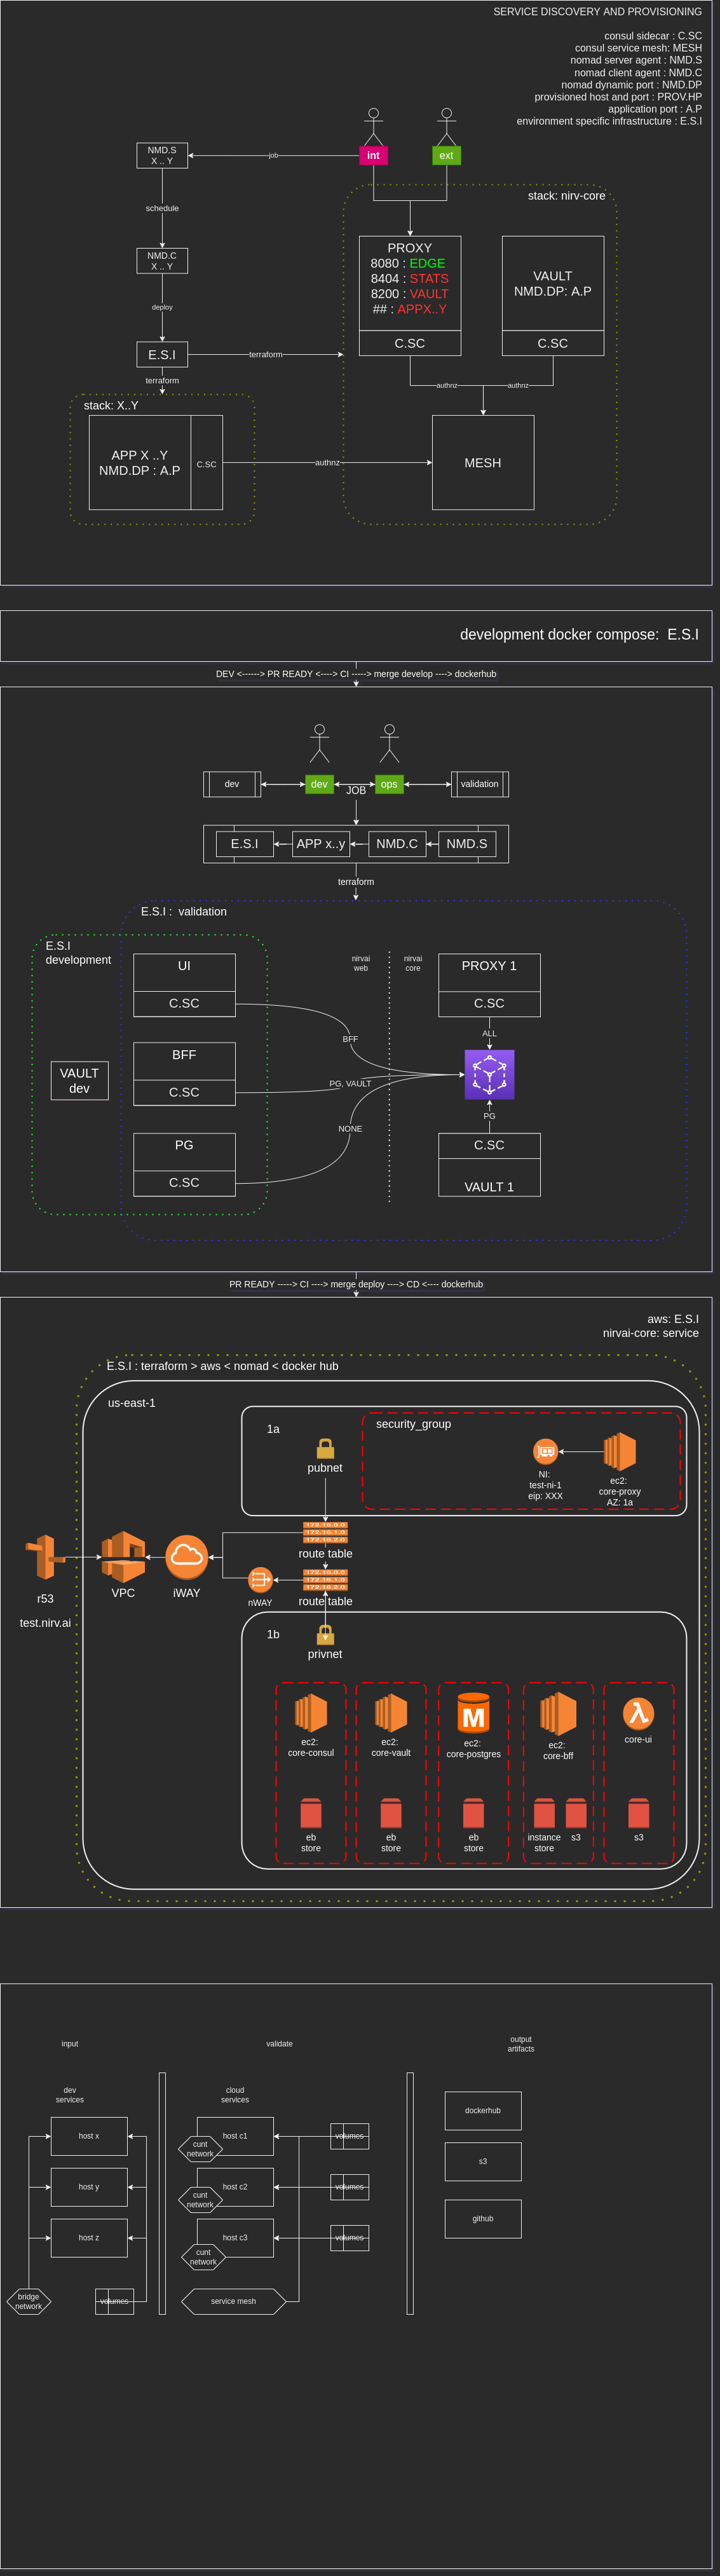 SERVICE DISCOVERY AND PROVISIONING
consul sidecar : C.SC
consul service mesh: MESH
nomad server agent : NMD.S
nomad client agent : NMD.C
nomad dynamic port : NMD.DP
provisioned host and port : PROV.HP
application port : A.P
environment specific infrastructure : E.S.I
NMD.S
X .. Y
job
int
ext
schedule
stack: nirv-core
NMD.C
X .. Y
deploy
PROXY
8080 : EDGE
8404 : STATS
8200 : VAULT
## : APPX..Y
C.SC
VAULT
NMD.DP: A.P
C.SC
E.S.I
terraform
terraform
authnz
authnz
stack: X..Y
APP X ..Y
NMD.DP : A.P
C.SC
authnz
MESH
development docker compose: E.S.I
DEV <------> PR READY <----> CI -----> merge develop ----> dockerhub
dev
dev
JOB
ops
validation
E.S.I
APP x..y
NMD.C
NMD.S
terraform
E.S.I : validation
E.S.I
development
UI
C.SC
BFF
C.SC
PG
C.SC
VAULT
dev
nirvai
web
nirvai
core
BFF
PG, VAULT
NONE
PROXY 1
C.SC
ALL
PG
C.SC
VAULT 1
PR READY -----> CI ----> merge deploy ----> CD <---- dockerhub
aws: E.S.I
nirvai-core: service
E.S.I : terraform > aws < nomad < docker hub
us-east-1
1a
pubnet
security_group
NI:
test-ni-1
eip: XXX
ec2:
core-proxy
AZ: 1a
172.16.0.0
172.16.1.0
172.16.2.0
route table
172.16.0.0
172.16.1.0
172.16.2.0
route table
r53
test.nirv.ai
VPC
iWAY
nWAY
1b
privnet
ec2:
core-consul
eb
store
ec2:
core-vault
eb
store
ec2:
core-postgres
eb
store
ec2:
core-bff
instance
store
s3
core-ui
s3
input
validate
output
artifacts
dev
services
host x
host y
host z
bridge
network
volumes
cloud
services
host c1
cunt
network
volumes
host c2
cunt
network
volumes
host c3
cunt
network
volumes
service mesh
dockerhub
s3
github